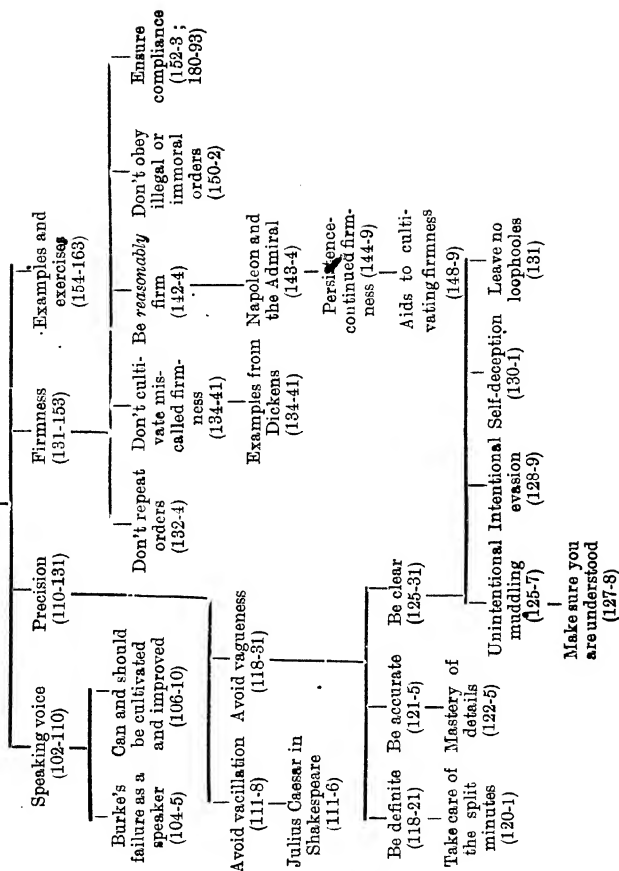 Speaking voice
(102-110)
Burke's
failure as a
speaker
(104-5)
Can and should
be cultivated
and improved
(106-10)
Precision
(110-131)
Avoid vacillation
(111-8)
Julius Caesar in
Shakespeare
(111-6)
Avoid vagueness
(118-31)
Be definite
(118-21)
Take care of
the split
minutes
(120-1)
Be accurate
(121-5)
Mastery of
details
(122-5)
Be clear
(125-31)
Unintentional
muddling
(125-7)
Make sure you
are understood
(127-8)
Intentional
evasion
(128-9)
Self-deception
(130-1)
Leave no
loopholes
(131)
Firmness
(131-153)
Don't repeat
orders
(132-4)
Don't culti-
vate mis-
called firm-
ness
(134-41)
Examples from
Dickens
(134-41)
Be reasonably
firm
(142-4)
Napoleon and
the Admiral
(143-4)
Persistence-
continued firm-
ness (144-9)
Aids to culti-
vating firmness
(148-9)
Don't obey
illegal or
immoral
orders
(150-2)
Ensure
compliance
(152-3 ;
180-93)
Examples and
exercises
(154-163)